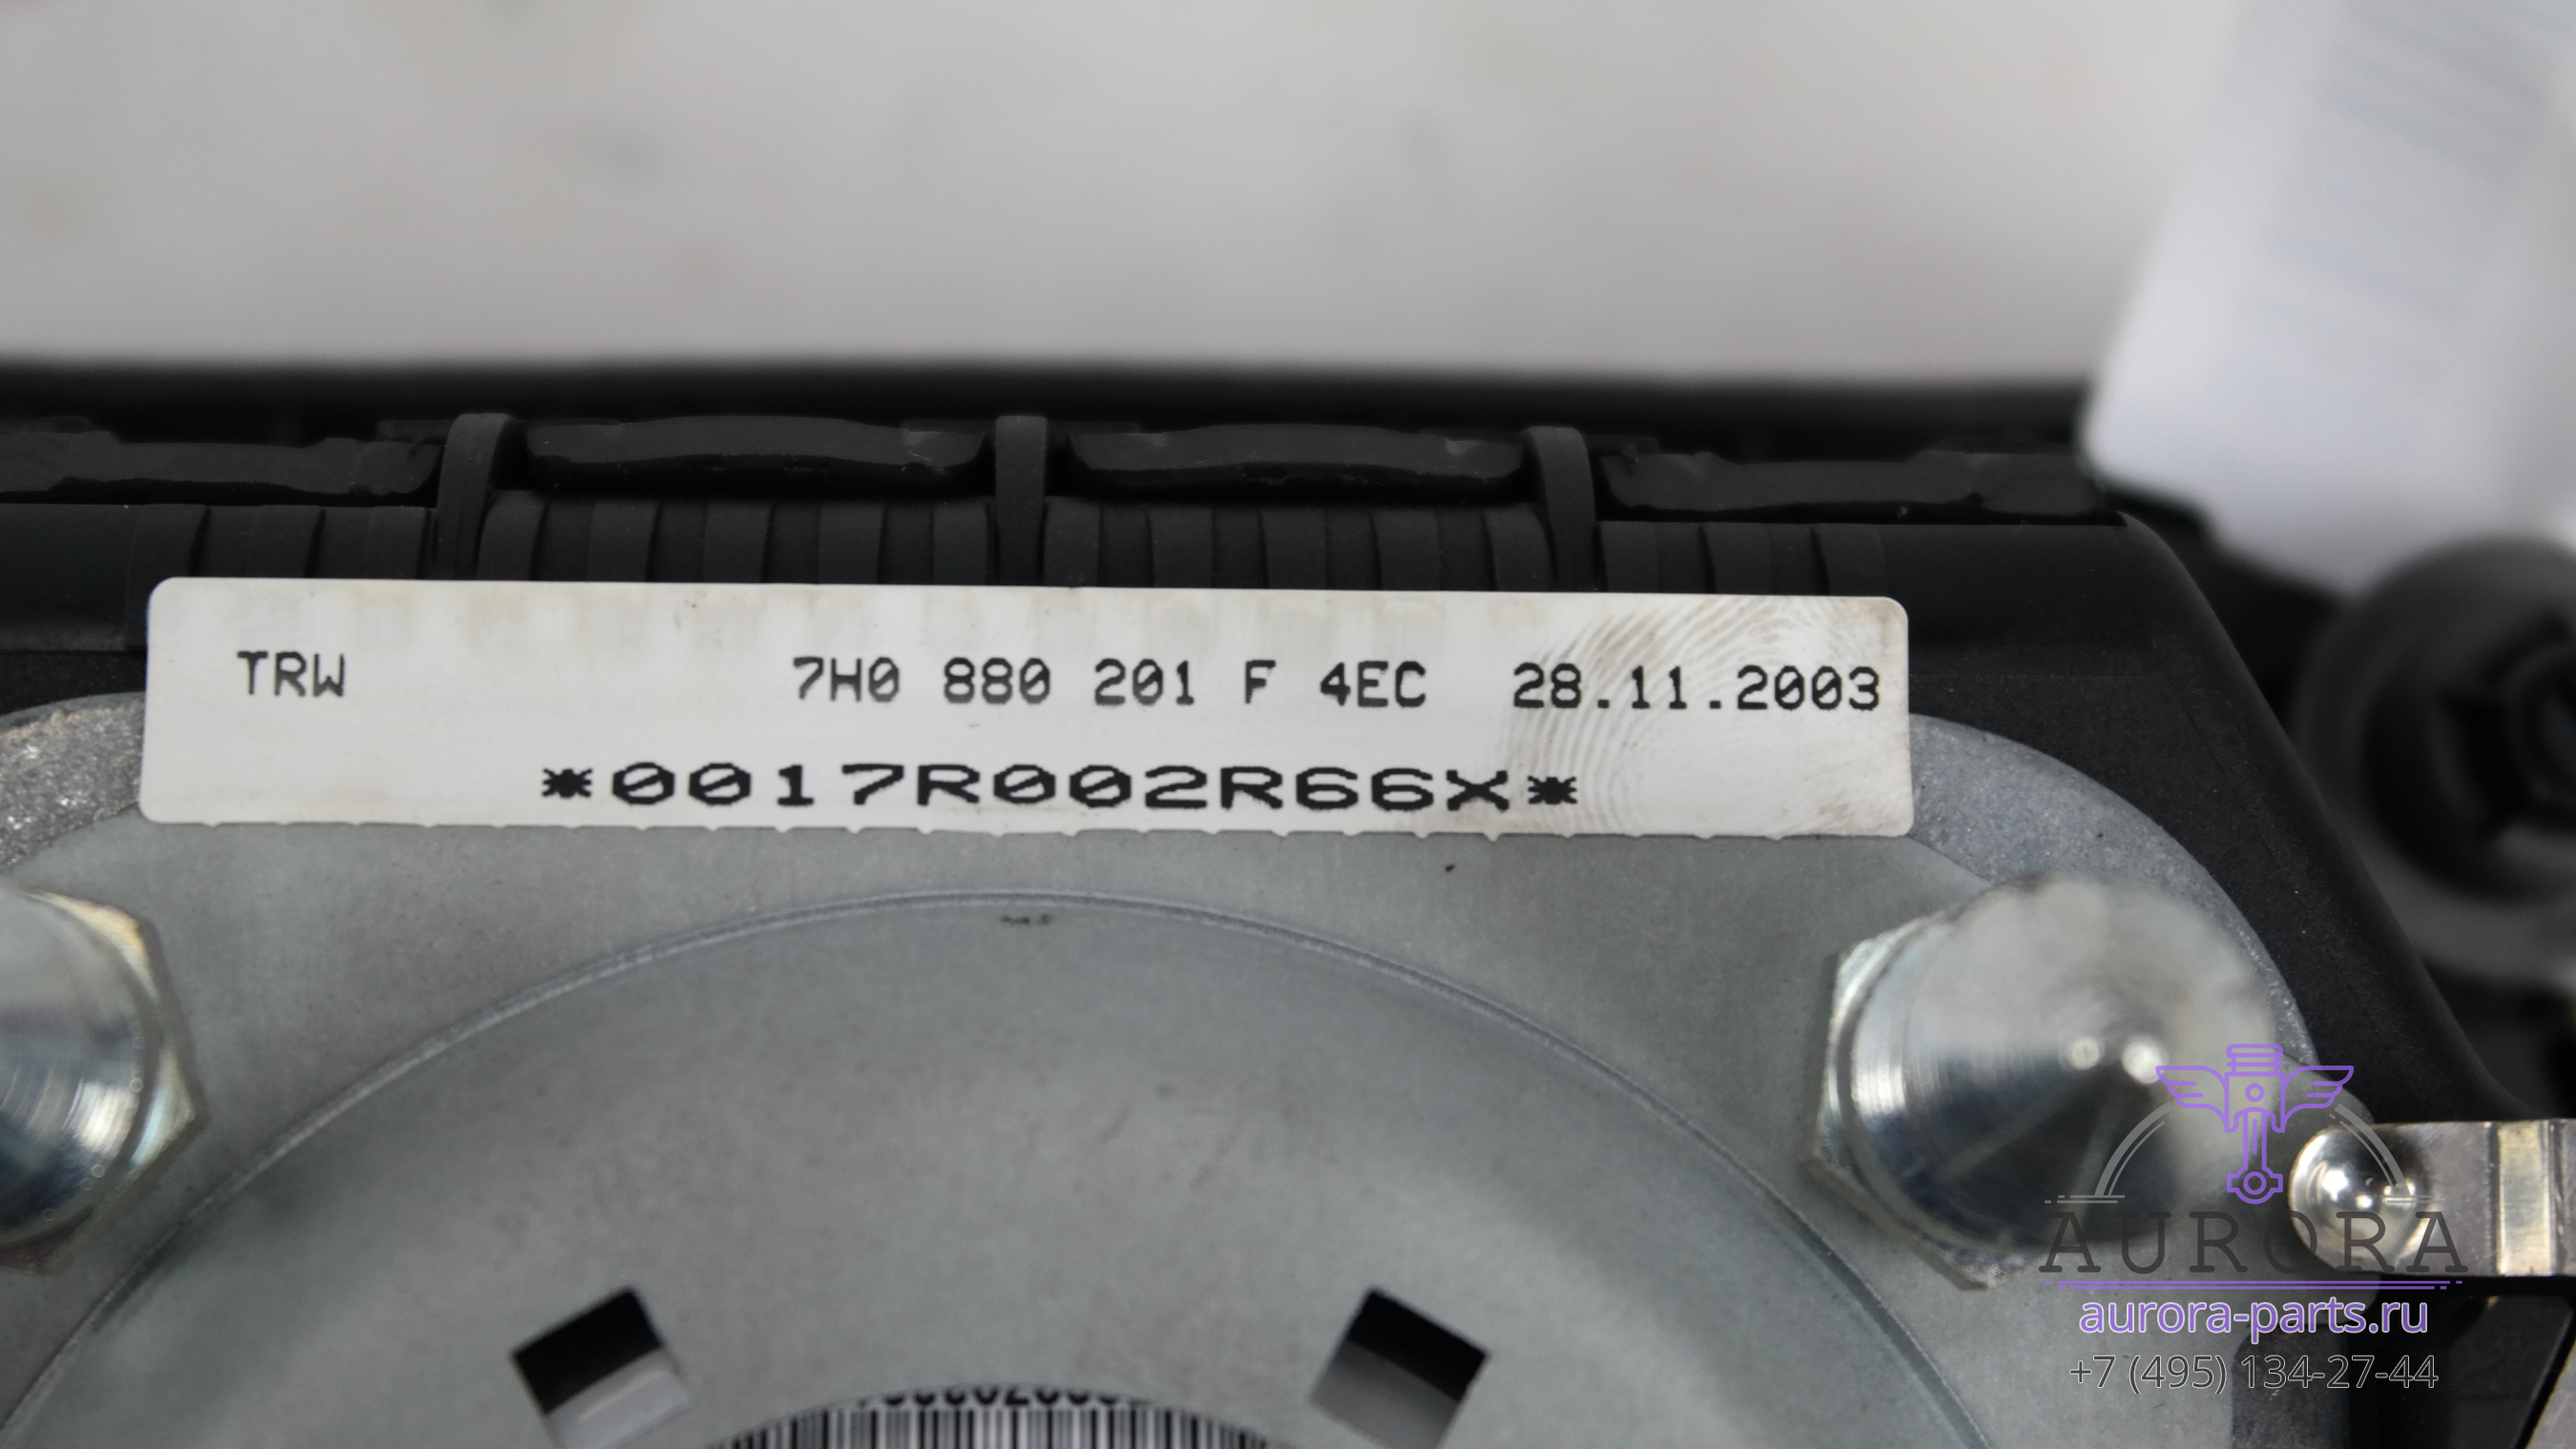 TRW 7H0 880 201 F 4EC 28.11.2003
*0017R002R66X*
AURORA
aurora-parts.ru
+7 (495) 134-27-44